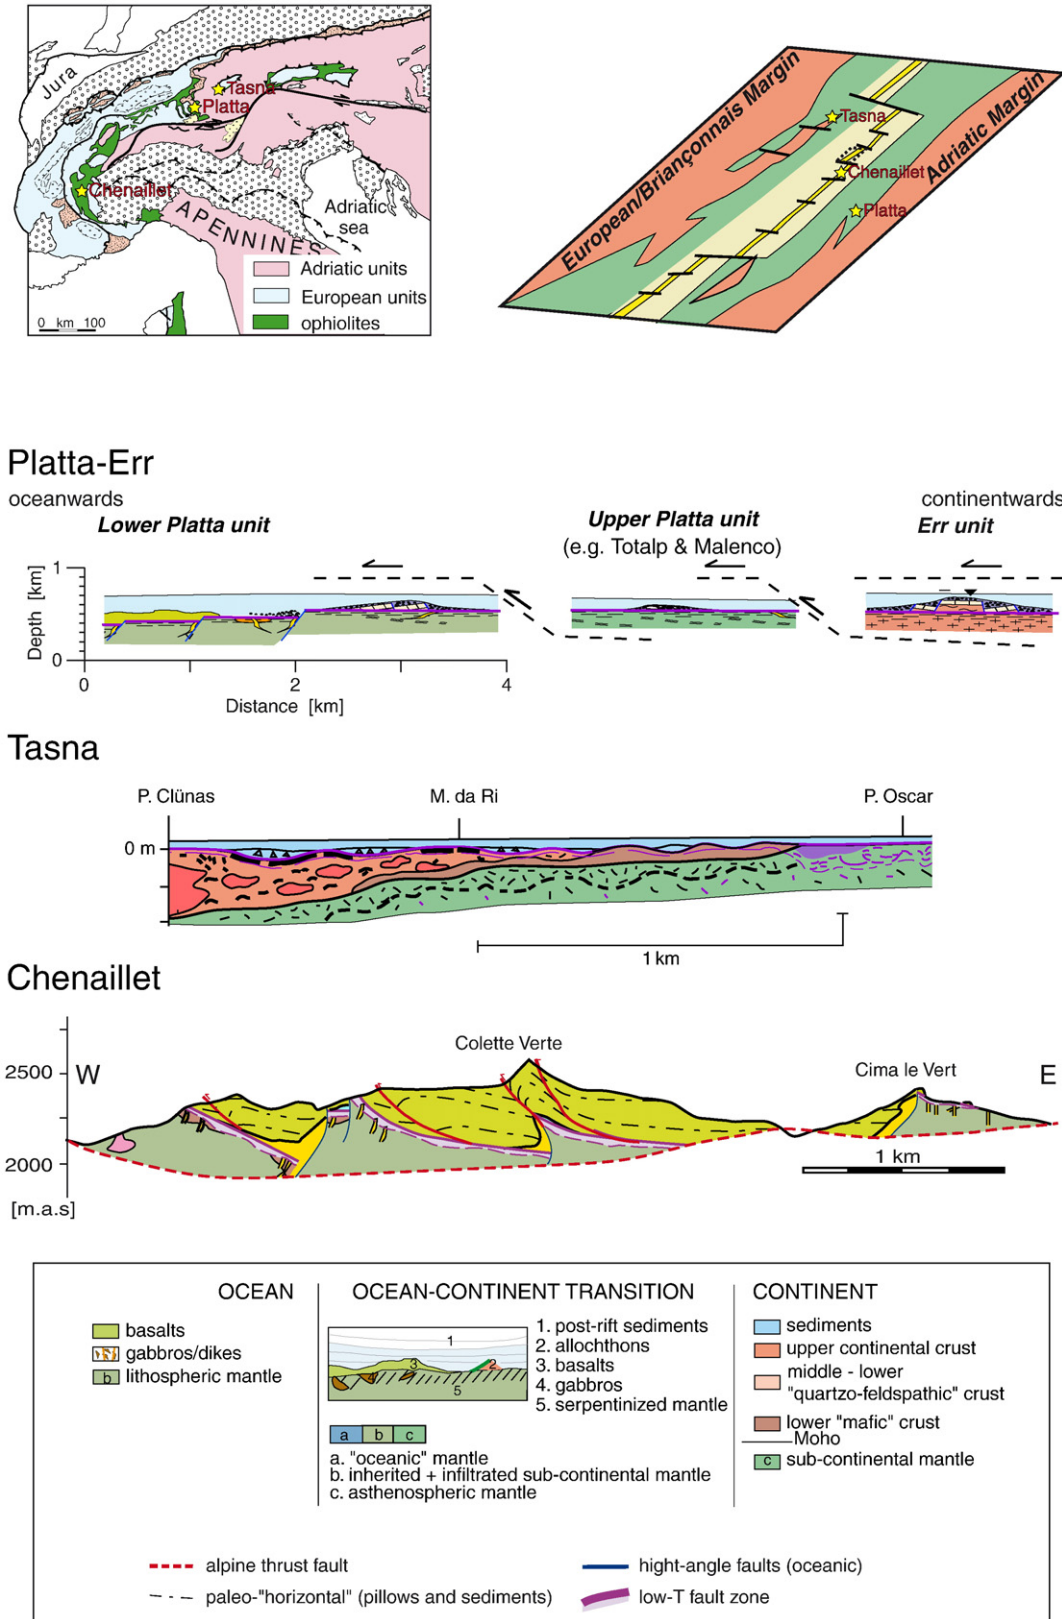 Jura
Tasna
Platta
Chenaillet
Adriatic
sea
APENNINES
Adriatic units
European units
ophiolites
0 km 100
European/Briançonnais Margin
Adriatic Margin
Tasna
Chenaillet
Platta
Platta-Err
oceanwards
continentwards
Lower Platta unit
Upper Platta unit
(e.g. Totalp & Malenco)
Err unit
Depth [km]
1
0
0
2
4
Distance [km]
Tasna
P. Clünas
M. da Ri
P. Oscar
0 m
1 km
Chenaillet
Colette Verte
Cima le Vert
2500
W
E
2000
1 km
[m.a.s]
OCEAN
basalts
gabbros/dikes
b lithospheric mantle
OCEAN-CONTINENT TRANSITION
1
2
3
4
5
1. post-rift sediments
2. allochthons
3. basalts
4. gabbros
5. serpentinized mantle
a b c
a. "oceanic" mantle
b. inherited + infiltrated sub-continental mantle
c. asthenospheric mantle
CONTINENT
sediments
upper continental crust
middle - lower
"quartzo-feldspathic" crust
lower "mafic" crust
Moho
c sub-continental mantle
alpine thrust fault
hight-angle faults (oceanic)
paleo-"horizontal" (pillows and sediments)
low-T fault zone